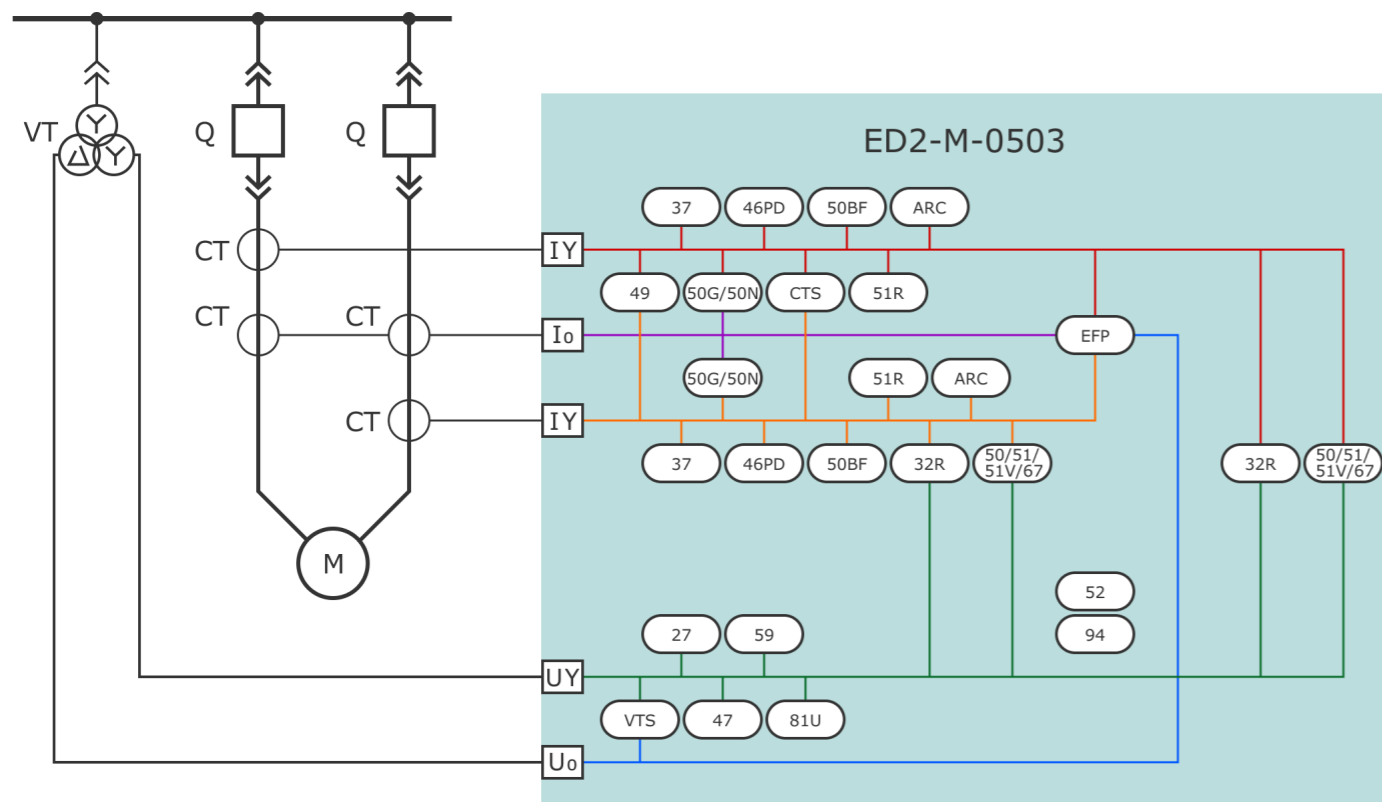 ED2-M-0503
VT
Q
Q
37
46PD
50BF
ARC
CT
IY
49
50G/50N
CTS
51R
CT
CT
I₀
EFP
50G/50N
51R
ARC
CT
IY
37
46PD
50BF
32R
50/51/
51V/67
32R
50/51/
51V/67
M
52
27
59
94
UY
VTS
47
81U
U₀